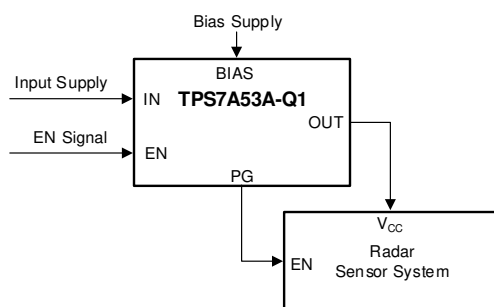 Bias Supply
BIAS
Input Supply
IN
TPS7A53A-Q1
OUT
EN Signal
EN
PG
VCC
Radar
EN
Sensor System